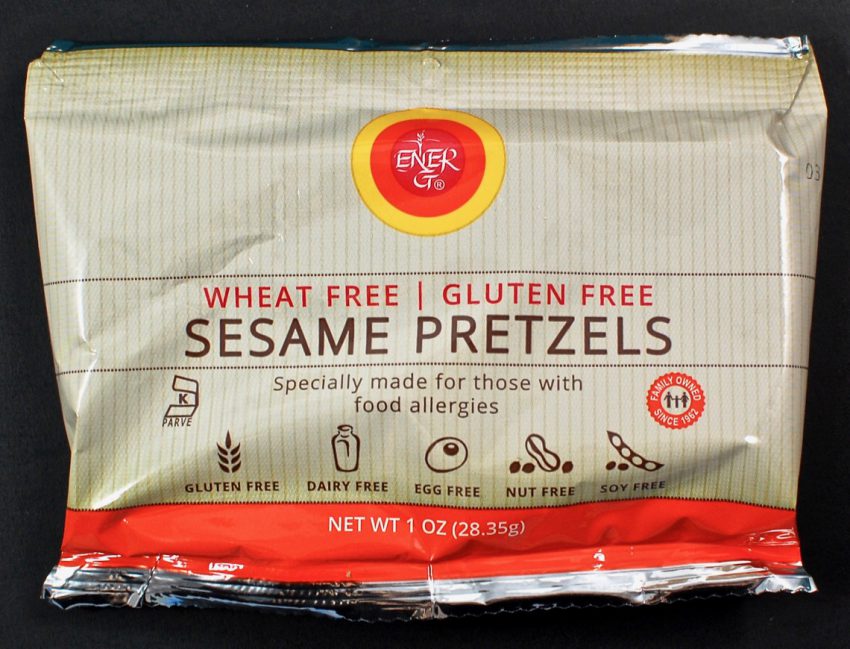 ENER
G®
03
WHEAT FREE | GLUTEN FREE
SESAME PRETZELS
Specially made for those with
food allergies
K
PARVE
FAMILY OWNED
SINCE 1962
GLUTEN FREE
DAIRY FREE
EGG FREE
NUT FREE
SOY FREE
NET WT 1 OZ (28.35g)